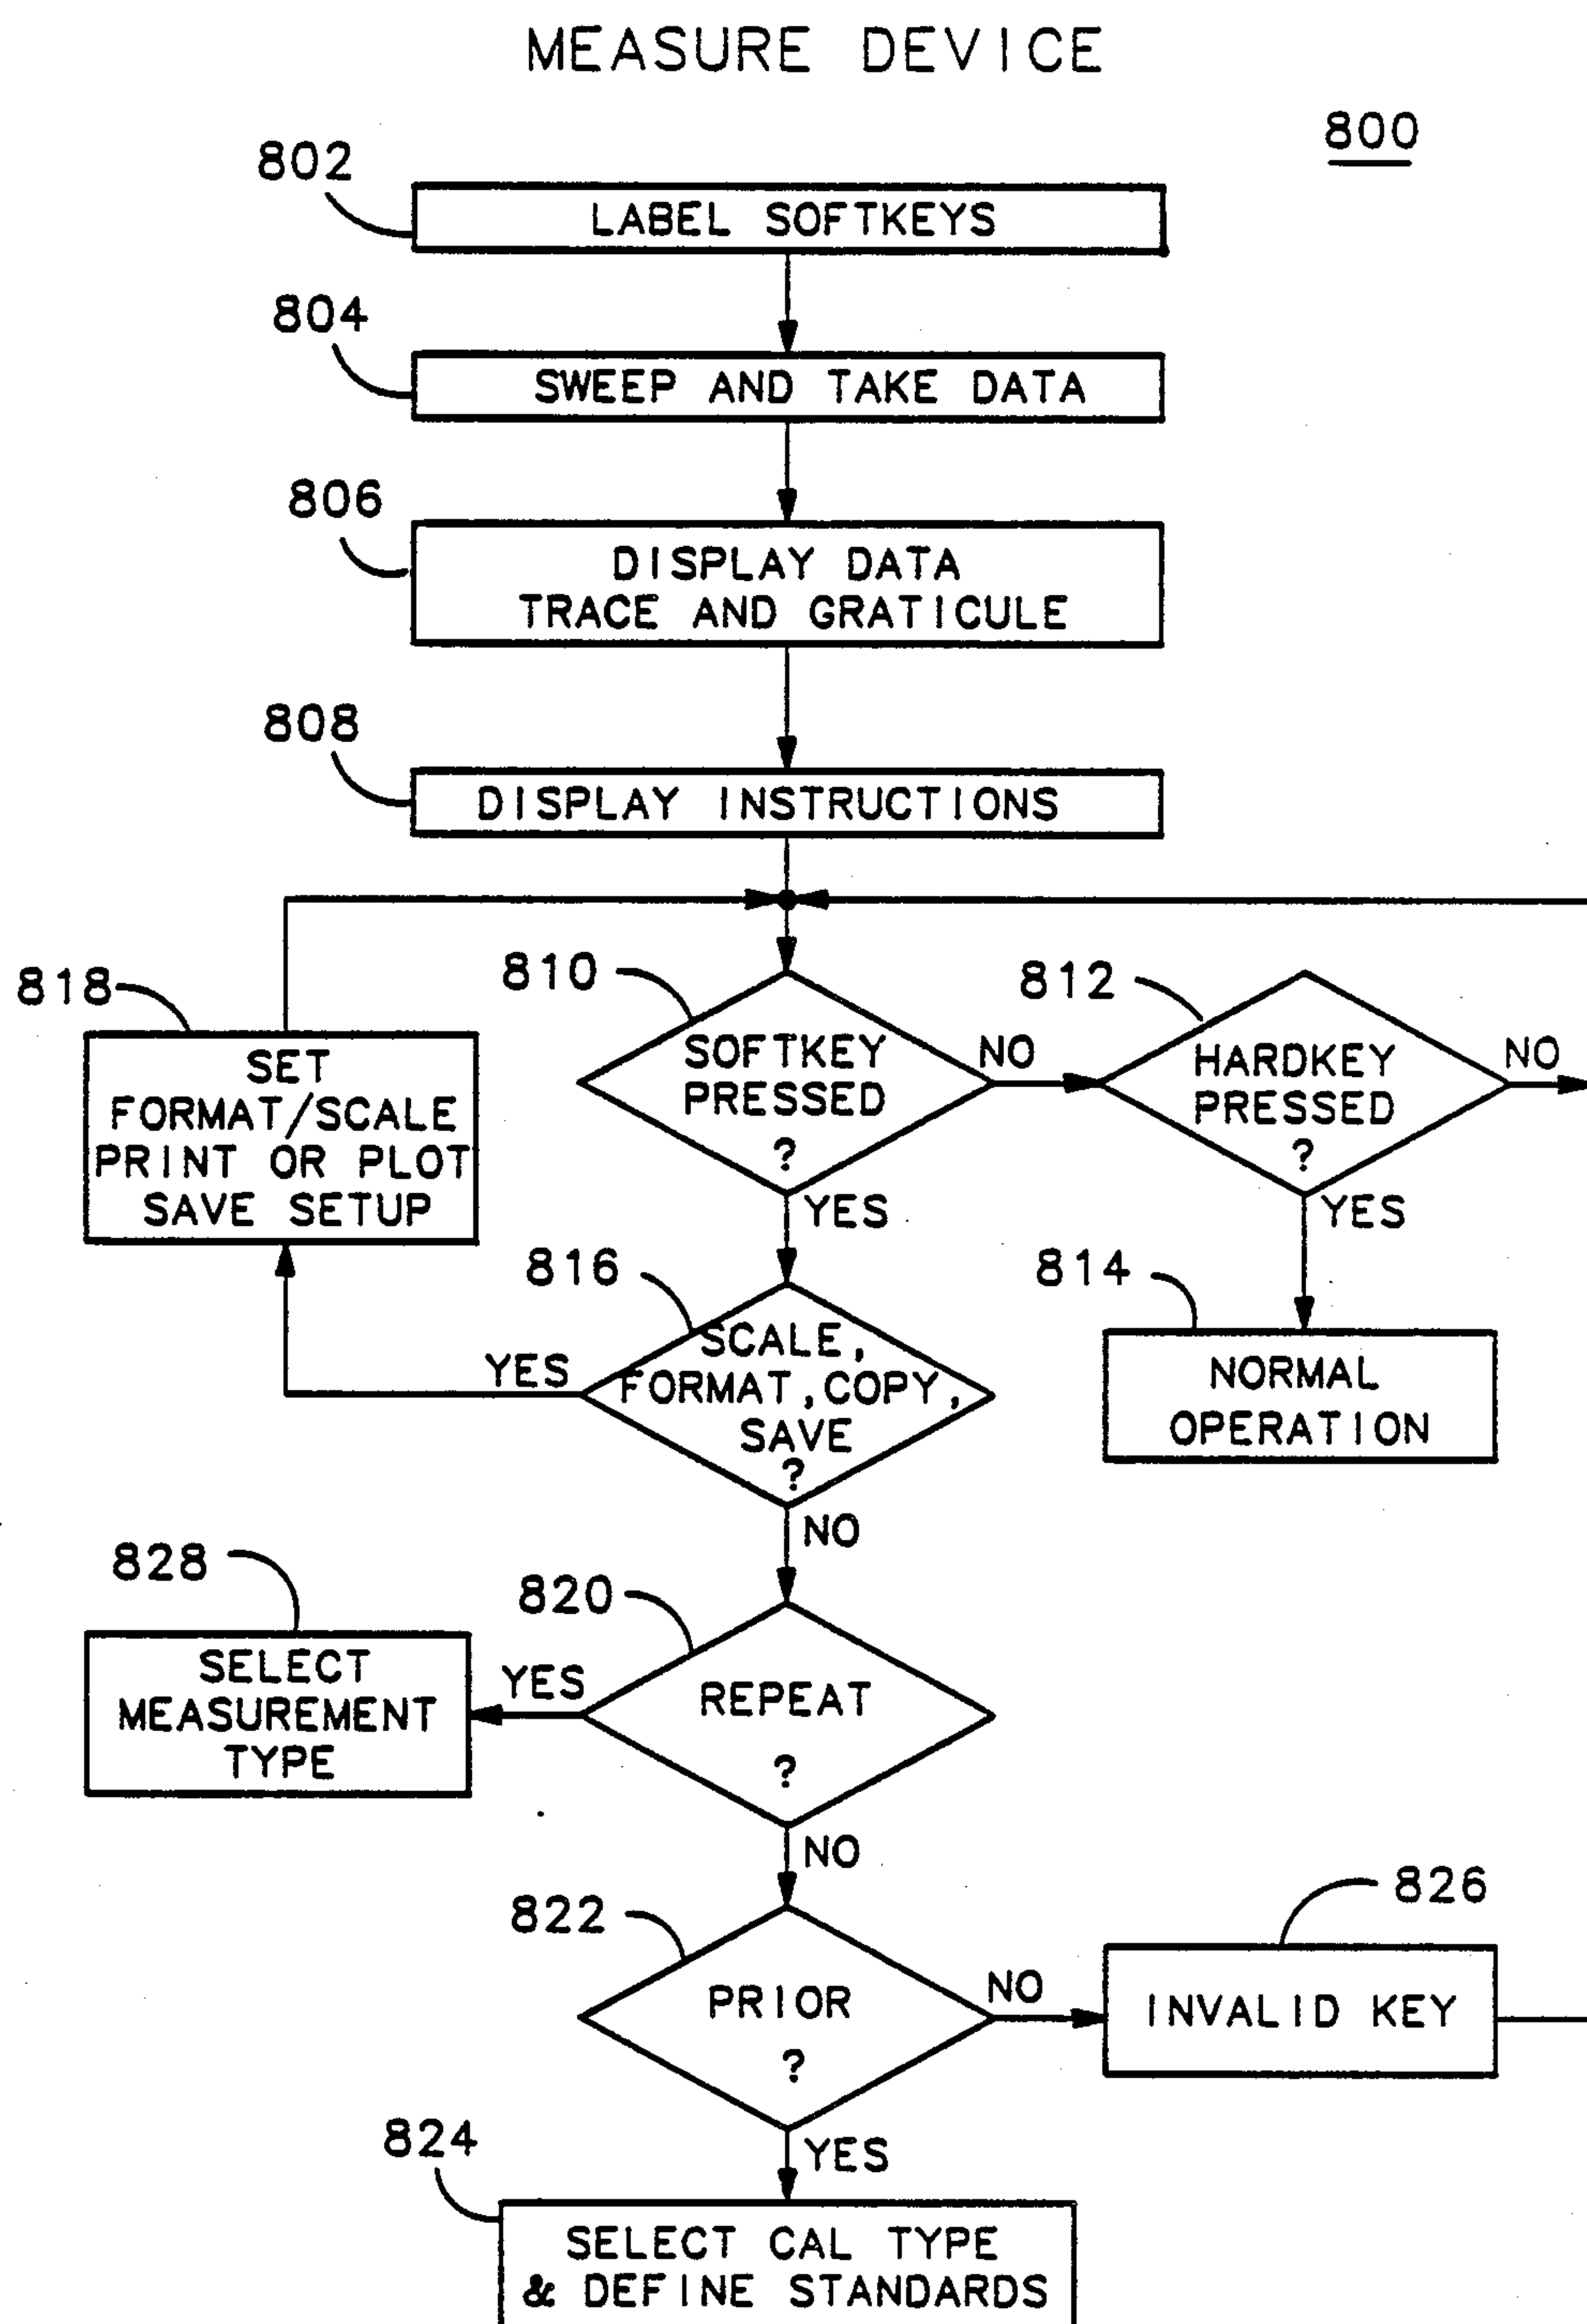 MEASURE DEVICE
800
802
LABEL SOFTKEYS
804
SWEEP AND TAKE DATA
806
DISPLAY DATA
TRACE AND GRATICULE
808
DISPLAY INSTRUCTIONS
818
SET
FORMAT/SCALE
PRINT OR PLOT
SAVE SETUP
810
SOFTKEY
PRESSED
?
NO
YES
812
HARDKEY
PRESSED
?
NO
YES
814
NORMAL
OPERATION
816
SCALE,
FORMAT,COPY,
SAVE
?
YES
NO
828
SELECT
MEASUREMENT
TYPE
820
REPEAT
?
YES
NO
822
PRIOR
?
NO
YES
826
INVALID KEY
824
SELECT CAL TYPE
& DEFINE STANDARDS